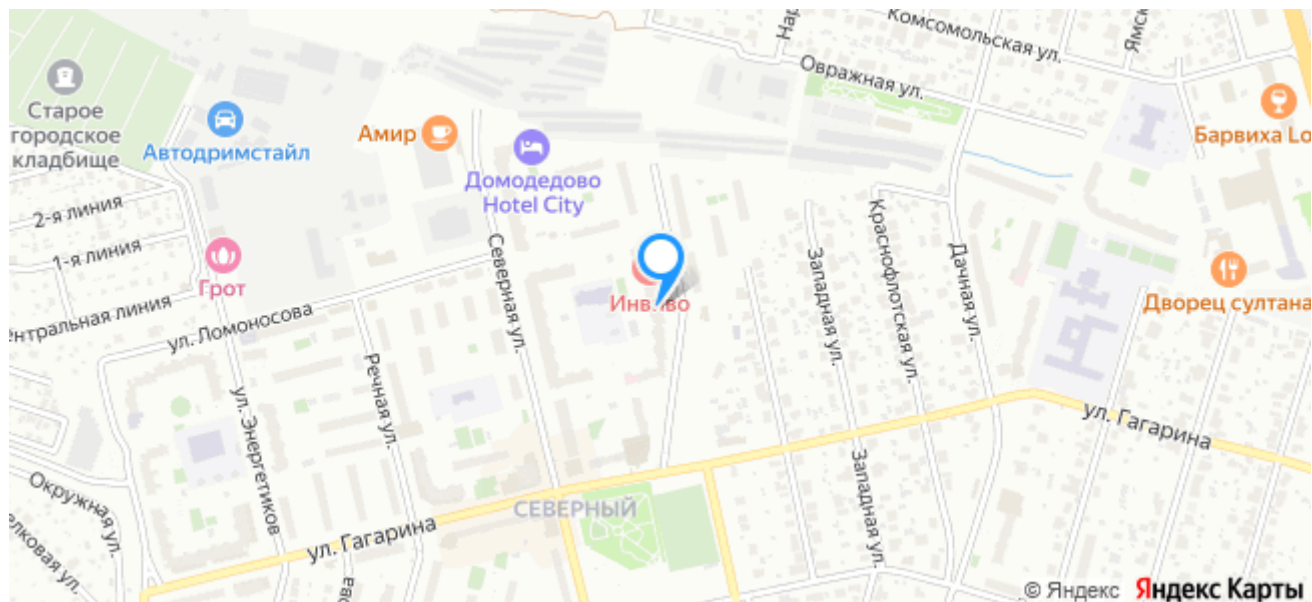 Комсомольская ул.
Овражная ул.
Старое
городское
кладбище
Автодримстайл
Амир
Домодедово
Hotel City
Барвиха Lo
2-я линия
1-я линия
Грот
ул. Ломоносова
Северная ул.
Инвиво
Западная ул.
Краснофлотская ул.
Дачная ул.
Дворец султана
Речная ул.
ул. Энергетиков
ул. Гагарина
Западная ул.
Окружная ул.
СЕВЕРНЫЙ
ул. Гагарина
© Яндекс Яндекс Карты